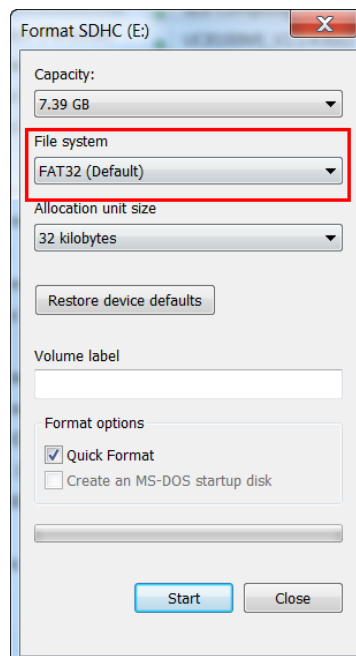 Format SDHC (E:)
Capacity:
7.39 GB
File system
FAT32 (Default)
Allocation unit size
32 kilobytes
Restore device defaults
Volume label
Format options
Quick Format
Create an MS-DOS startup disk
Start
Close